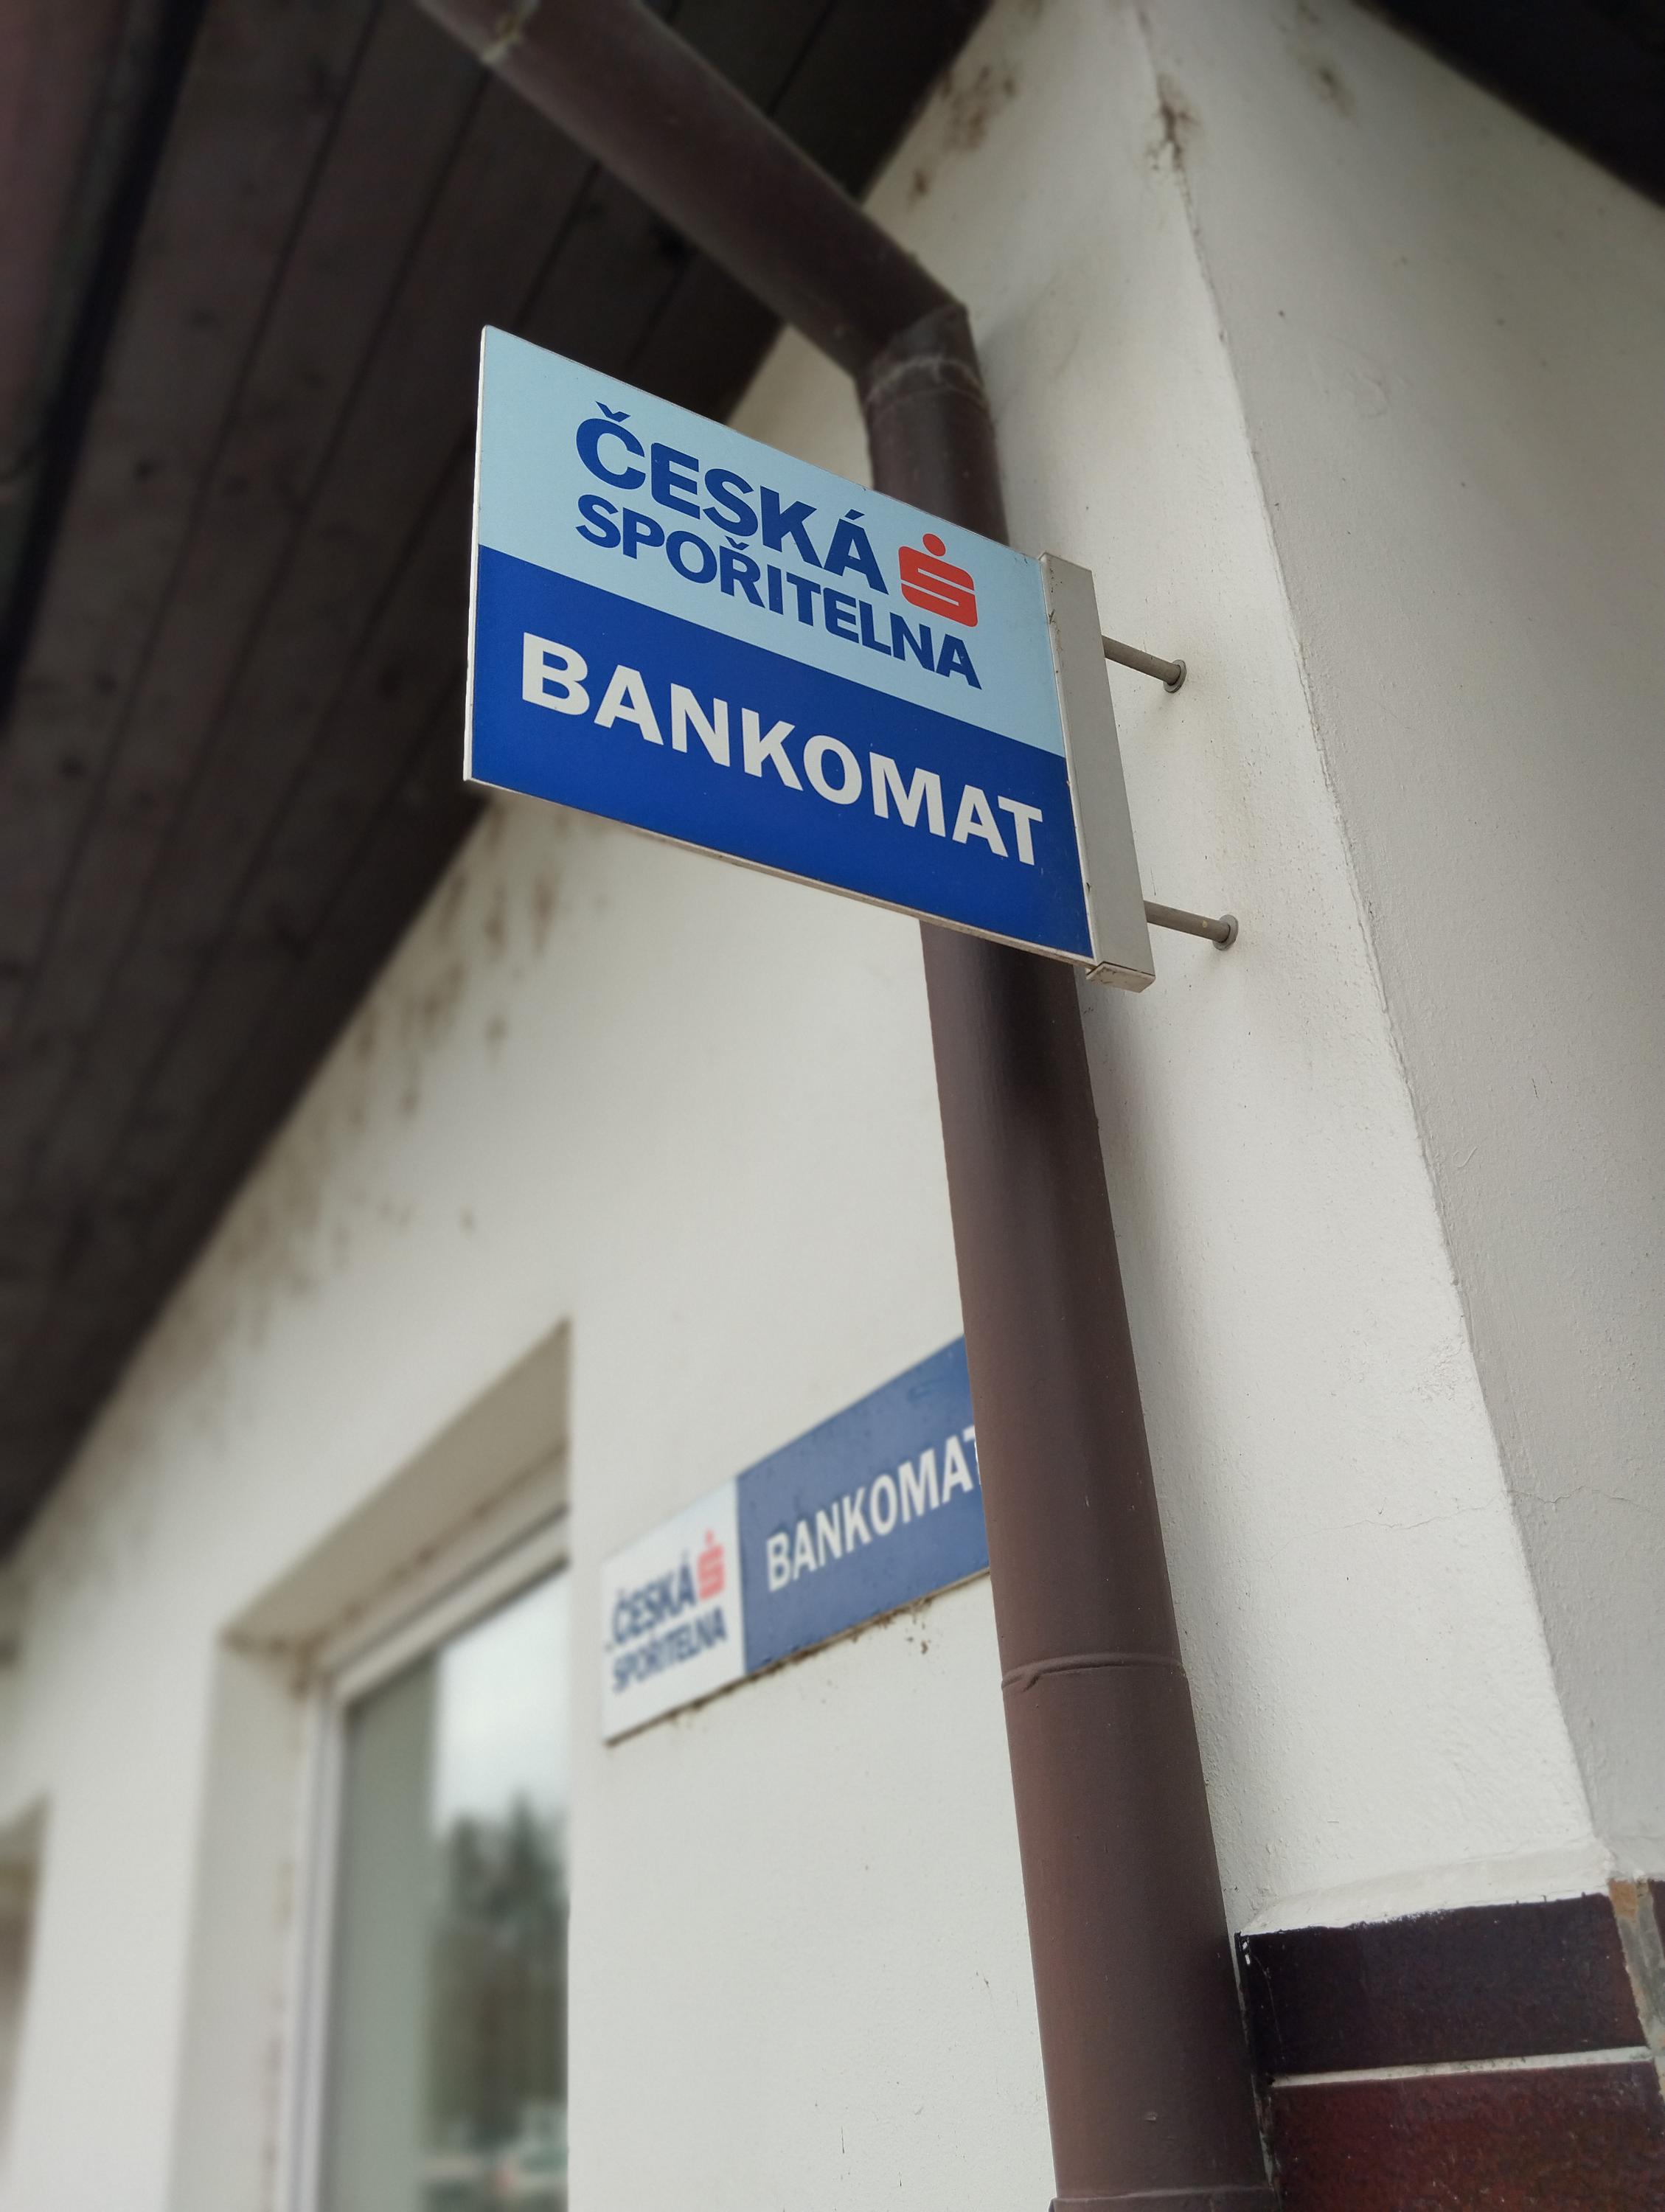 ČESKÁ
SPOŘITELNA
BANKOMAT
ČESKÁ
SPOŘITELNA
BANKOMAT